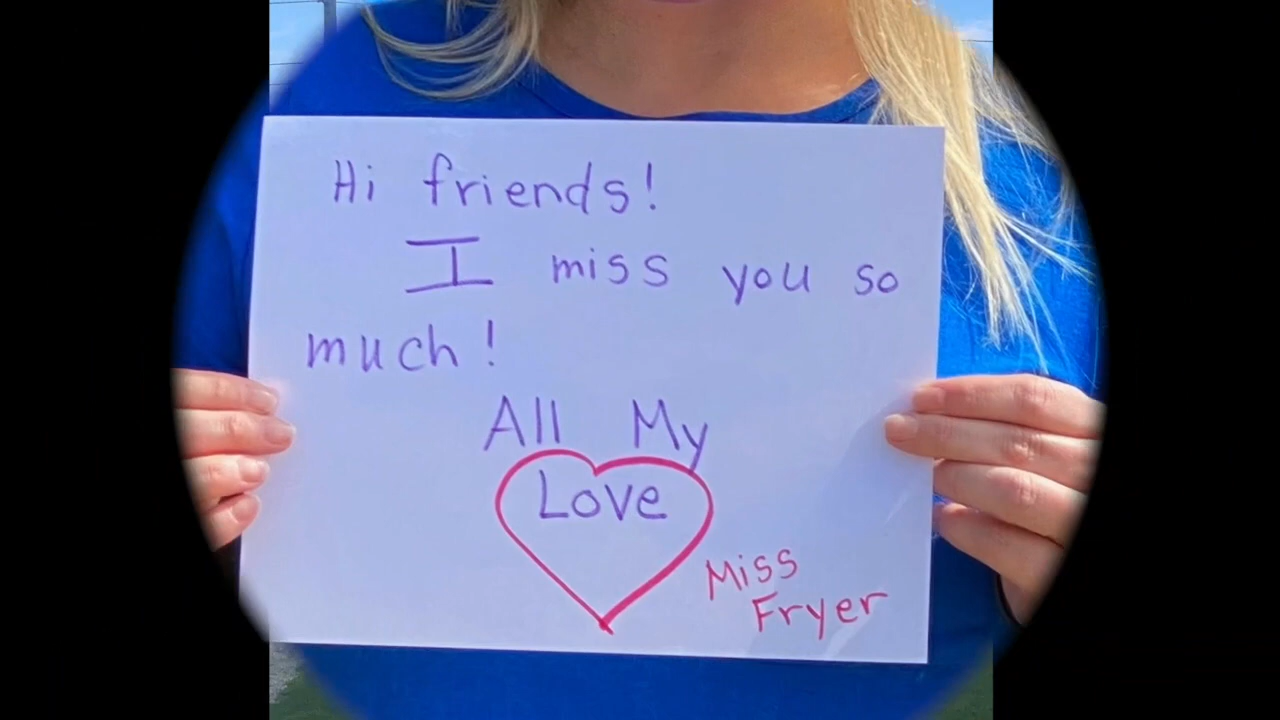 Hi friends!
I miss you so
much!
All My
Love
Miss
Fryer